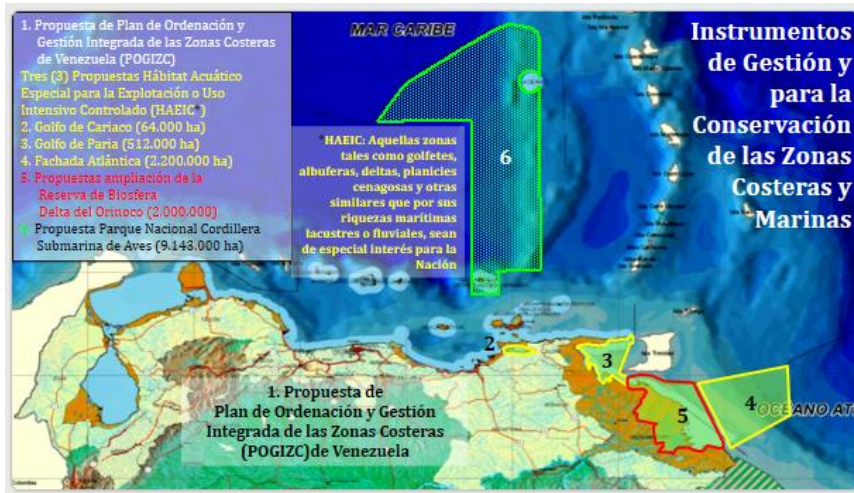 1. Propuesta de Plan de Ordenación y
Gestión Integrada de las Zonas Costeras
de Venezuela (POGIZC)
Tres (3) Propuestas Hábitat Acuático
Especial para la Explotación o Uso
Intensivo Controlado (HAEIC*)
2. Golfo de Cariaco (64.000 ha)
3. Golfo de Paria (512.000 ha)
4. Fachada Atlántica (2.200.000 ha)
5. Propuestas ampliación de la
Reserva de Biosfera
Delta del Orinoco (2.000.000)
6. Propuesta Parque Nacional Cordillera
Submarina de Aves (9.143.000 ha)
MAR CARIBE
Instrumentos
de Gestión y
para la
Conservación
de las Zonas
Costeras y
Marinas
*HAEIC: Aquellas zonas
tales como golfetes,
albuferas, deltas, planicies
cenagosas y otras
similares que por sus
riquezas marítimas
lacustres o fluviales, sean
de especial interés para la
Nación
6
2
3
5
4
OCEANO AT
1. Propuesta de
Plan de Ordenación y Gestión
Integrada de las Zonas Costeras
(POGIZC)de Venezuela